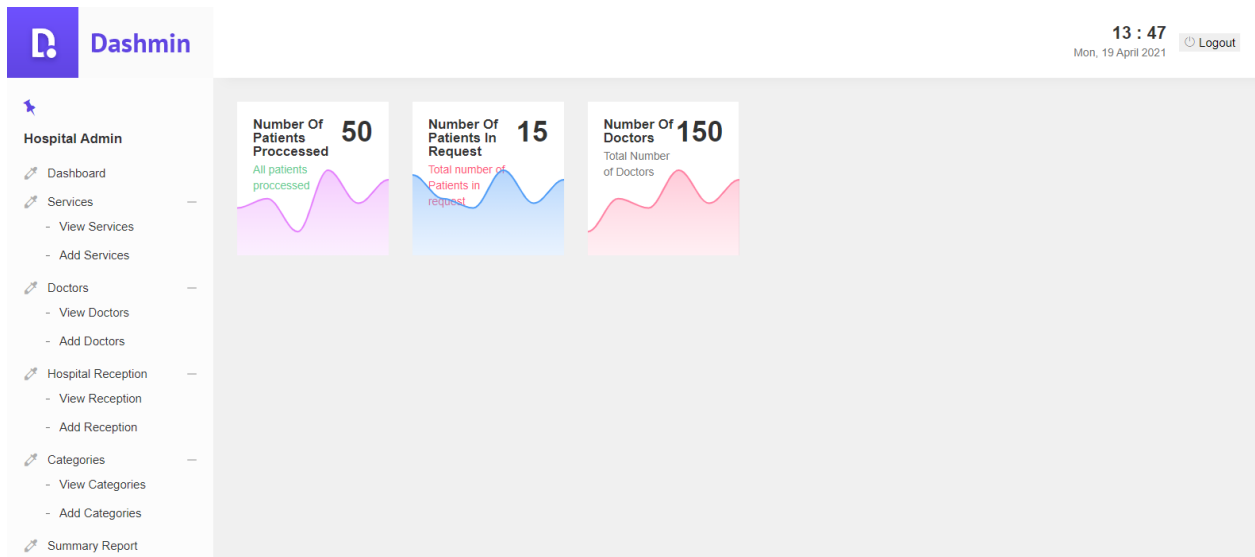 D.
Dashmin
13 : 47
Mon, 19 April 2021
Logout
Hospital Admin
Dashboard
Services
- View Services
- Add Services
Doctors
- View Doctors
- Add Doctors
Hospital Reception
- View Reception
- Add Reception
Categories
- View Categories
- Add Categories
Summary Report
Number Of
Patients
Proccessed
50
All patients
proccessed
Number Of
Patients In
Request
15
Total number of
Patients in
request
Number Of
Doctors
150
Total Number
of Doctors